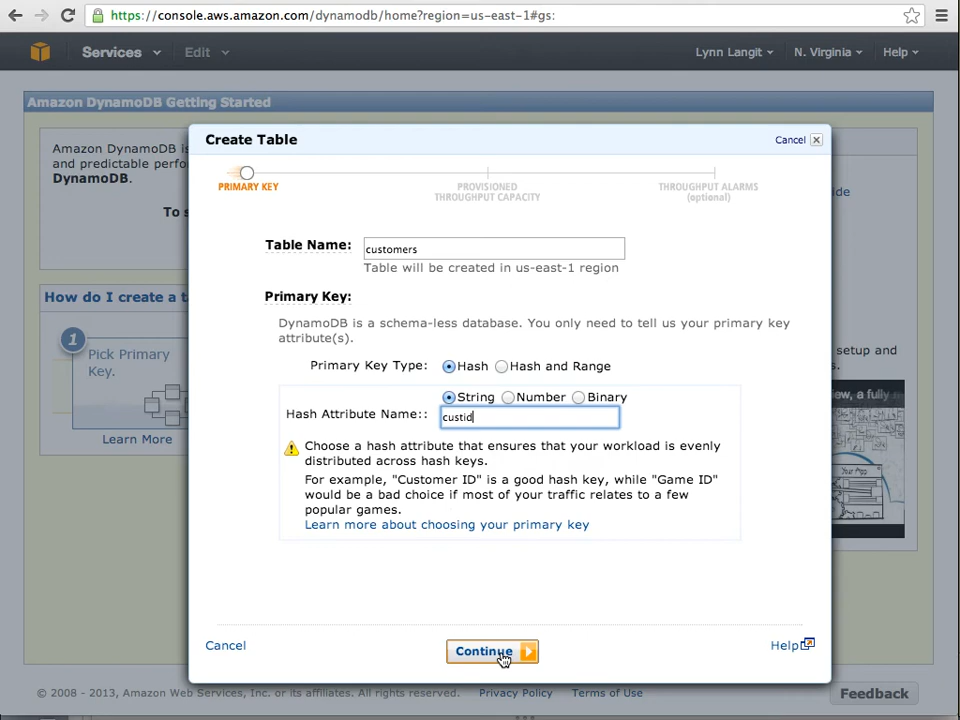 https://console.aws.amazon.com/dynamodb/home?region=us-east-1#gs:
Services Edit Lynn Langit N. Virginia Help
Amazon DynamoDB Getting Started
Amazon DynamoDB is
and predictable perfo
DynamoDB.
To s
How do I create a t
1
Pick Primary
Key.
Learn More
ide
setup and
s.
ew, a fully
Create Table
Cancel
PRIMARY KEY
PROVISIONED
THROUGHPUT CAPACITY
THROUGHPUT ALARMS
(optional)
Table Name: customers
Table will be created in us-east-1 region
Primary Key:
DynamoDB is a schema-less database. You only need to tell us your primary key
attribute(s).
Primary Key Type: Hash Hash and Range
String Number Binary
Hash Attribute Name:: custid
Choose a hash attribute that ensures that your workload is evenly
distributed across hash keys.
For example, "Customer ID" is a good hash key, while "Game ID"
would be a bad choice if most of your traffic relates to a few
popular games.
Learn more about choosing your primary key
Cancel Continue Help
© 2008 - 2013, Amazon Web Services, Inc. or its affiliates. All rights reserved. Privacy Policy Terms of Use Feedback